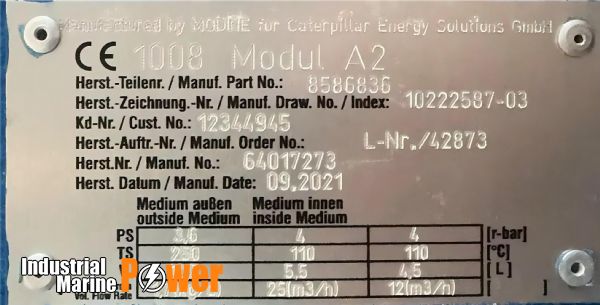 Manufactured by MODINE for Caterpillar Energy Solutions GmbH
CE 1008 Modul A2
Herst.-Teilenr. / Manuf. Part No.: 8586836
Herst.-Zeichnung.-Nr. / Manuf. Draw. No. / Index: 10222587-03
Kd-Nr. / Cust. No.: 12344945
Herst.-Auftr.-Nr. / Manuf. Order No.: L-Nr./42873
Herst.Nr. / Manuf. No.: 64017273
Herst. Datum / Manuf. Date: 09.2021
Medium außen Medium innen
outside Medium inside Medium
PS 4 4 [r-bar]
TS 110 110 [°C]
5,5 4,5 [ L ]
Vol. Flow Rate 25(m3/h) 12(m3/h) [ ]
Industrial Marine Power